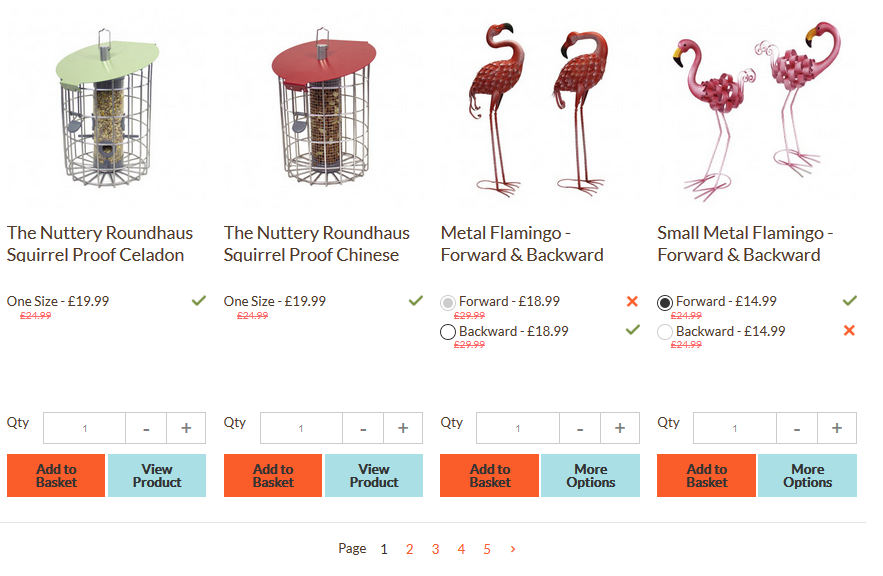 The Nuttery Roundhaus
Squirrel Proof Celadon
One Size - £19.99
£24.99
Qty
1
-
+
Add to
Basket
View
Product
The Nuttery Roundhaus
Squirrel Proof Chinese
One Size - £19.99
£24.99
Qty
1
-
+
Add to
Basket
View
Product
Metal Flamingo -
Forward & Backward
Forward - £18.99
£29.99
Backward - £18.99
£29.99
Qty
1
-
+
Add to
Basket
More
Options
Small Metal Flamingo -
Forward & Backward
Forward - £14.99
£24.99
Backward - £14.99
£24.99
Qty
1
-
+
Add to
Basket
More
Options
Page 1 2 3 4 5 ›